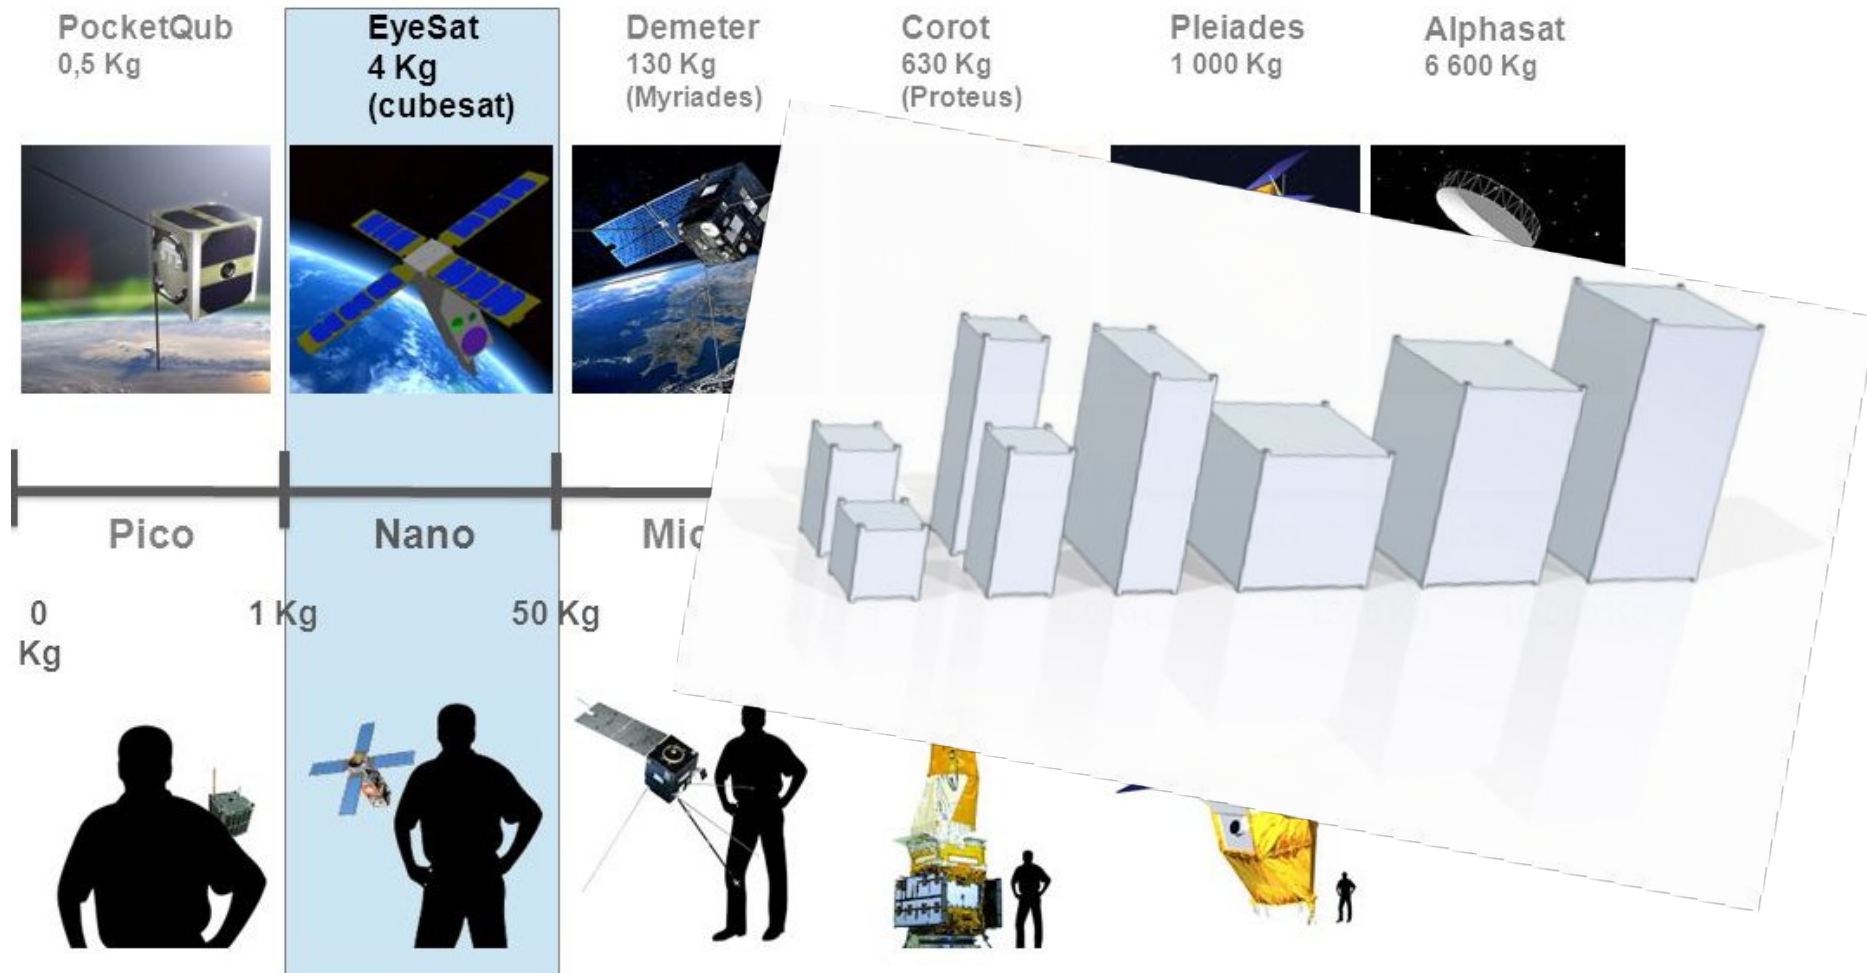 PocketQub
0,5 Kg
EyeSat
4 Kg
(cubesat)
Demeter
130 Kg
(Myriades)
Corot
630 Kg
(Proteus)
Pleiades
1 000 Kg
Alphasat
6 600 Kg
Pico
Nano
0
Kg
1 Kg
50 Kg